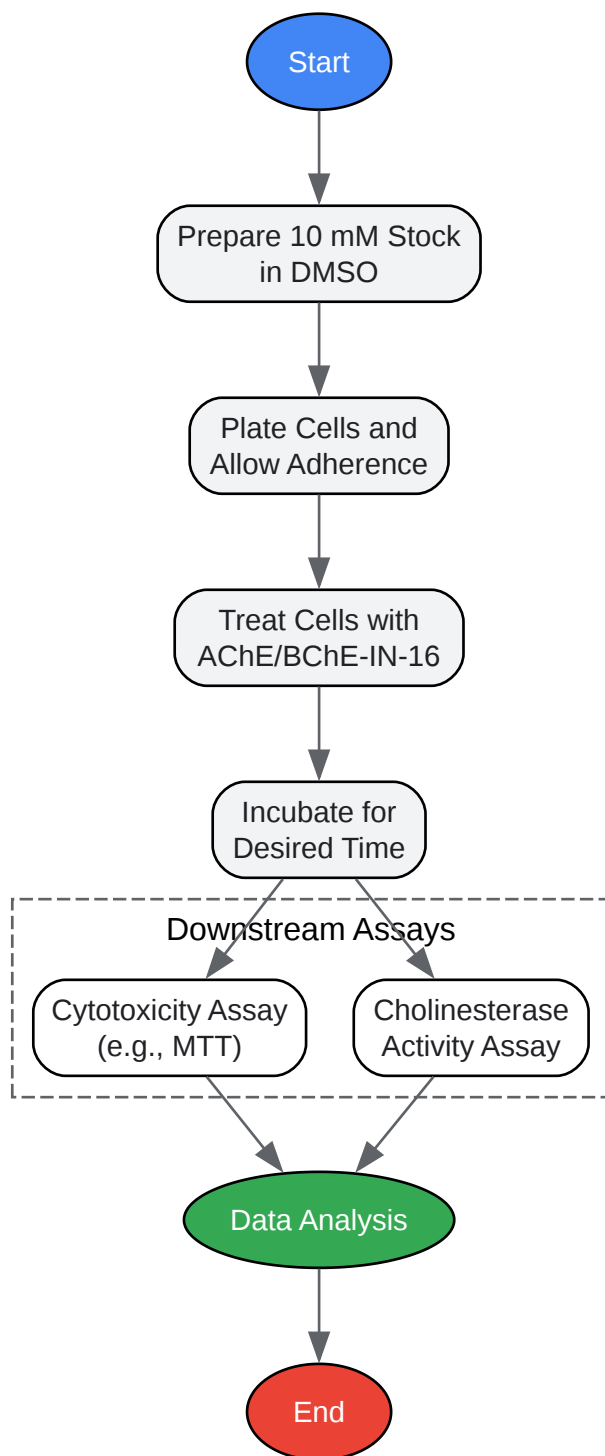 Start
Prepare 10 mM Stock
in DMSO
Plate Cells and
Allow Adherence
Treat Cells with
AChE/BChE-IN-16
Incubate for
Desired Time
Downstream Assays
Cytotoxicity Assay
(e.g., MTT)
Cholinesterase
Activity Assay
Data Analysis
End